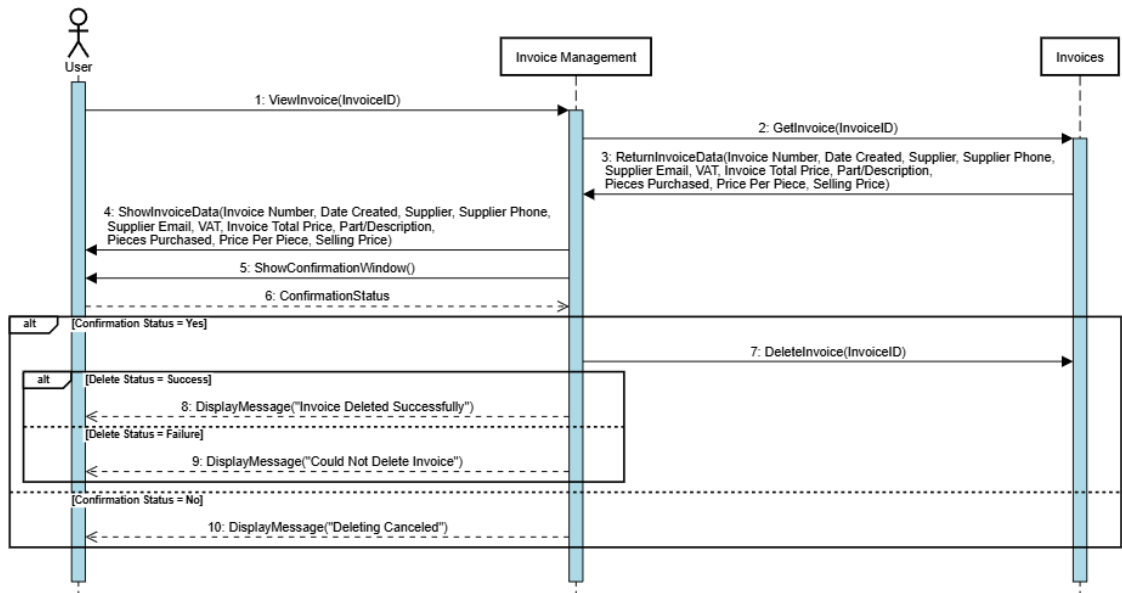 User
Invoice Management
Invoices
1: ViewInvoice(InvoiceID)
2: GetInvoice(InvoiceID)
3: ReturnInvoiceData(Invoice Number, Date Created, Supplier, Supplier Phone,
Supplier Email, VAT, Invoice Total Price, Part/Description,
Pieces Purchased, Price Per Piece, Selling Price)
4: ShowInvoiceData(Invoice Number, Date Created, Supplier, Supplier Phone,
Supplier Email, VAT, Invoice Total Price, Part/Description,
Pieces Purchased, Price Per Piece, Selling Price)
5: ShowConfirmationWindow()
6: ConfirmationStatus
alt [Confirmation Status = Yes]
7: DeleteInvoice(InvoiceID)
alt [Delete Status = Success]
8: DisplayMessage("Invoice Deleted Successfully")
[Delete Status = Failure]
9: DisplayMessage("Could Not Delete Invoice")
[Confirmation Status = No]
10: DisplayMessage("Deleting Canceled")